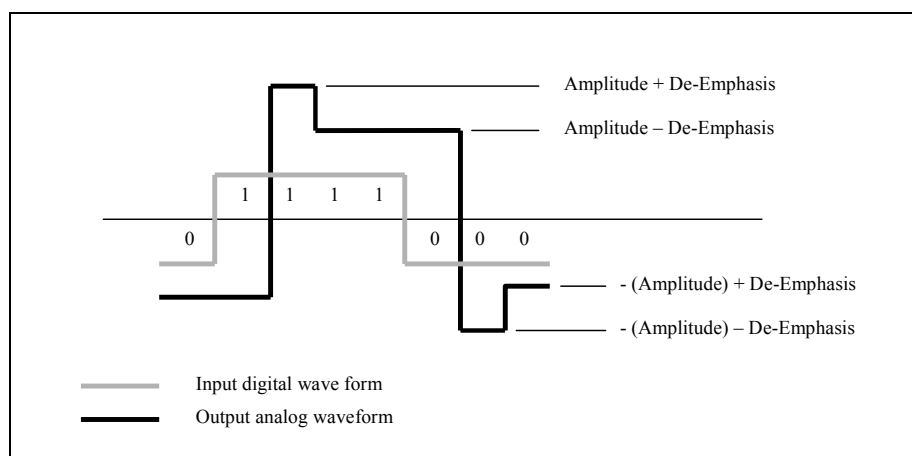 Amplitude + De-Emphasis
Amplitude – De-Emphasis
1 1 1 1
0 0 0 0
- (Amplitude) + De-Emphasis
- (Amplitude) – De-Emphasis
Input digital wave form
Output analog waveform